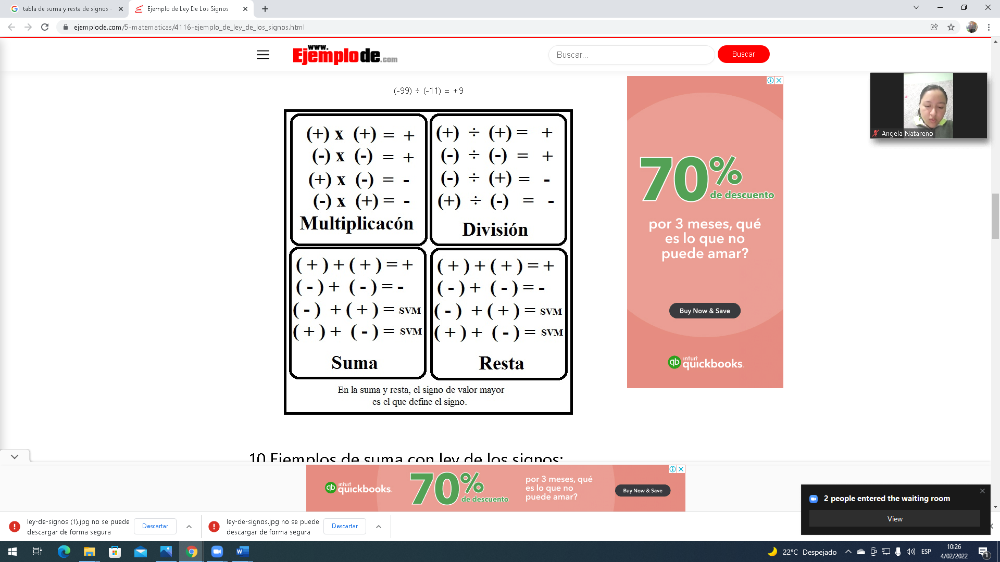 tabla de suma y resta de signos -
Ejemplo de Ley De Los Signos
ejemplode.com/5-matematicas/4116-ejemplo_de_ley_de_los_signos.html
www.
Ejemplode.com
Buscar...
Buscar
(-99) ÷ (-11) = +9
(+) x (+) = +
(-) x (-) = +
(+) x (-) = -
(-) x (+) = -
Multiplicacón
(+) ÷ (+) = +
(-) ÷ (-) = +
(-) ÷ (+) = -
(+) ÷ (-) = -
División
( + ) + ( + ) = +
( - ) + ( - ) = -
( - ) + ( + ) = SVM
( + ) + ( - ) = SVM
Suma
( + ) + ( + ) = +
( - ) + ( - ) = -
( - ) + ( + ) = SVM
( + ) + ( - ) = SVM
Resta
En la suma y resta, el signo de valor mayor
es el que define el signo.
70%
de descuento
por 3 meses, qué
es lo que no
puede amar?
Buy Now & Save
qb intuit
quickbooks.
Angela Natareno
10 Ejemplos de suma con ley de los signos:
qb intuit
quickbooks.
70%
de descuento
por 3 meses, qué
es lo que no
puede amar?
Buy Now & Save
2 people entered the waiting room
View
ley-de-signos (1).jpg no se puede
descargar de forma segura
Descartar
ley-de-signos.jpg no se puede
descargar de forma segura
Descartar
22°C Despejado
ESP
10:26
4/02/2022
1